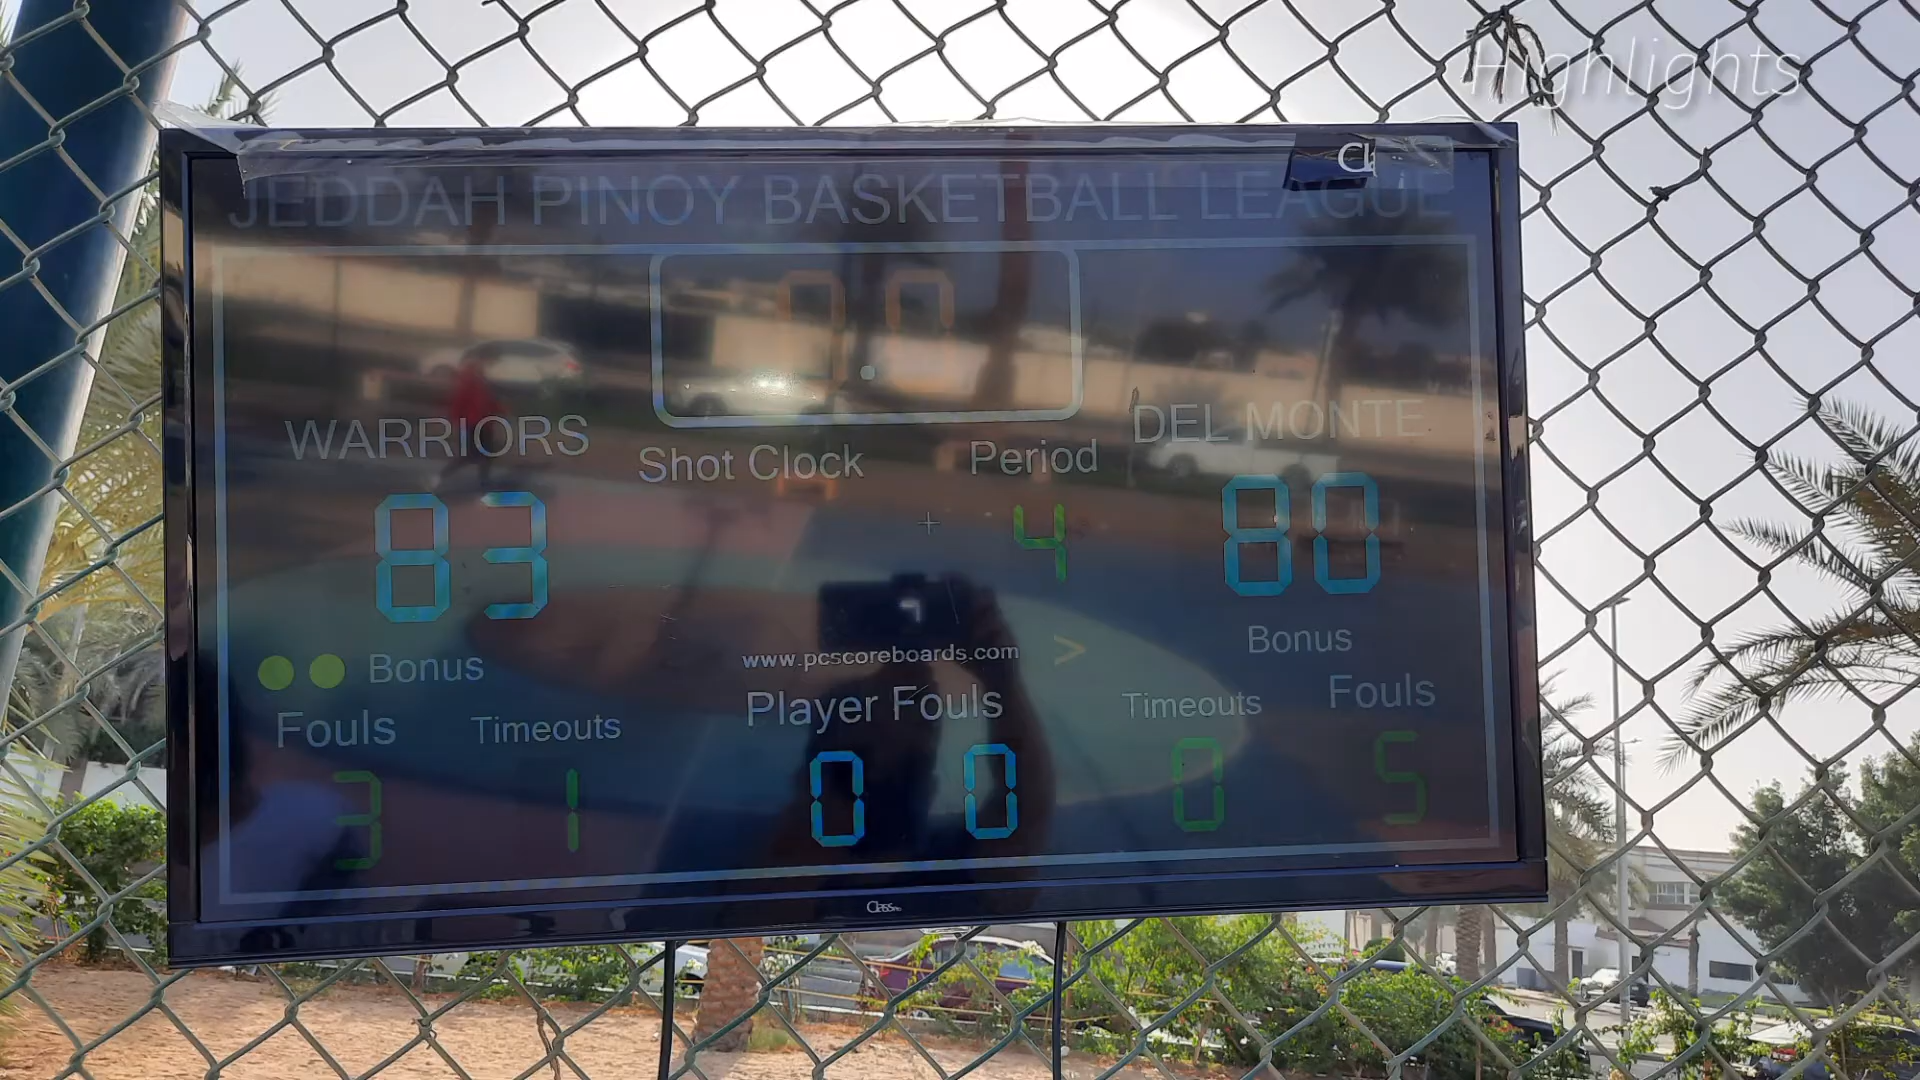 Highlights
JEDDAH PINOY BASKETBALL LEAGUE
WARRIORS
DEL MONTE
Shot Clock
Period
83
4
80
Bonus
Bonus
www.pcscoreboards.com
>
Fouls
Timeouts
Player Fouls
Timeouts
Fouls
3
1
0
0
0
5
Class